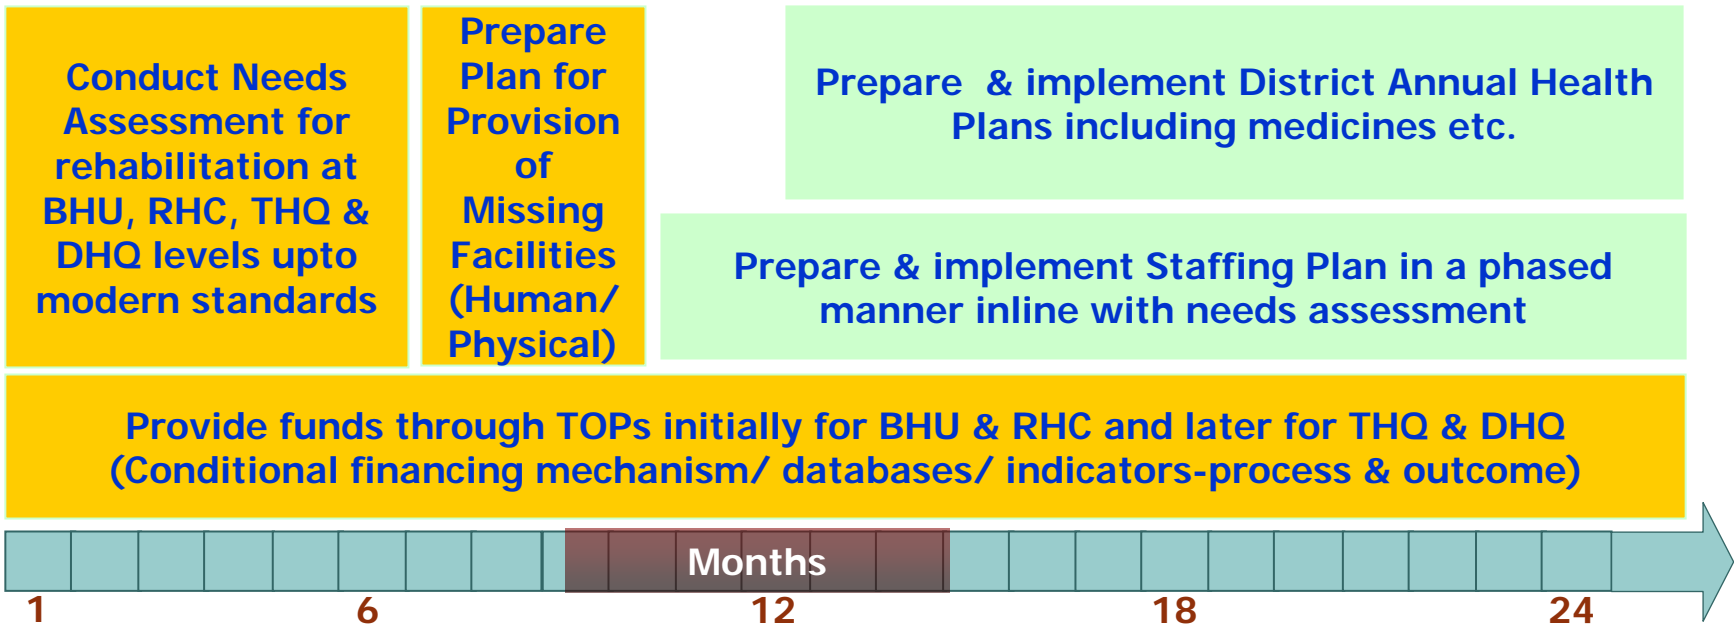 Conduct Needs
Assessment for
rehabilitation at
BHU, RHC, THQ &
DHQ levels upto
modern standards
Prepare
Plan for
Provision
of
Missing
Facilities
(Human/
Physical)
Prepare & implement District Annual Health
Plans including medicines etc.
Prepare & implement Staffing Plan in a phased
manner inline with needs assessment
Provide funds through TOPs initially for BHU & RHC and later for THQ & DHQ
(Conditional financing mechanism/ databases/ indicators-process & outcome)
Months
1 6 12 18 24